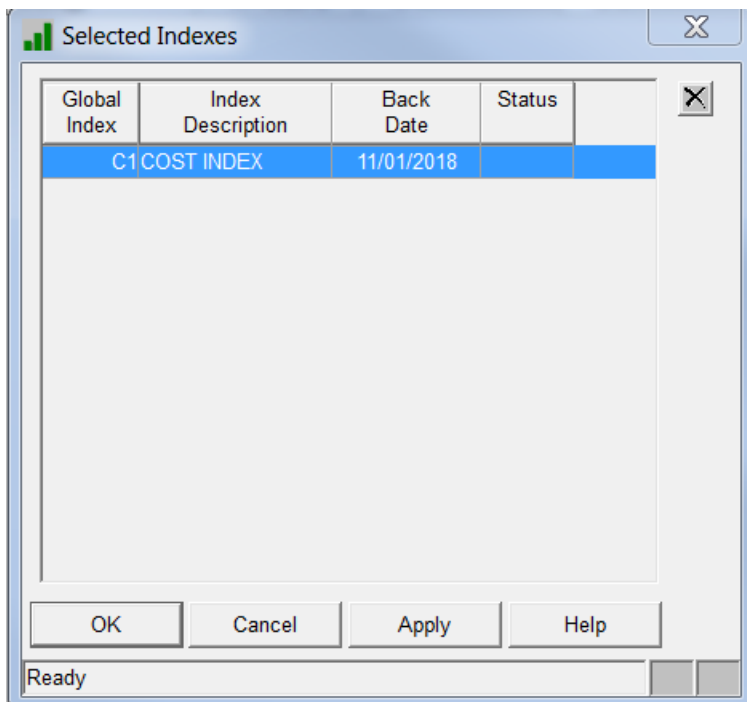 Selected Indexes
Global Index Back Status
Index Description Date
C1 COST INDEX 11/01/2018
OK Cancel Apply Help
Ready